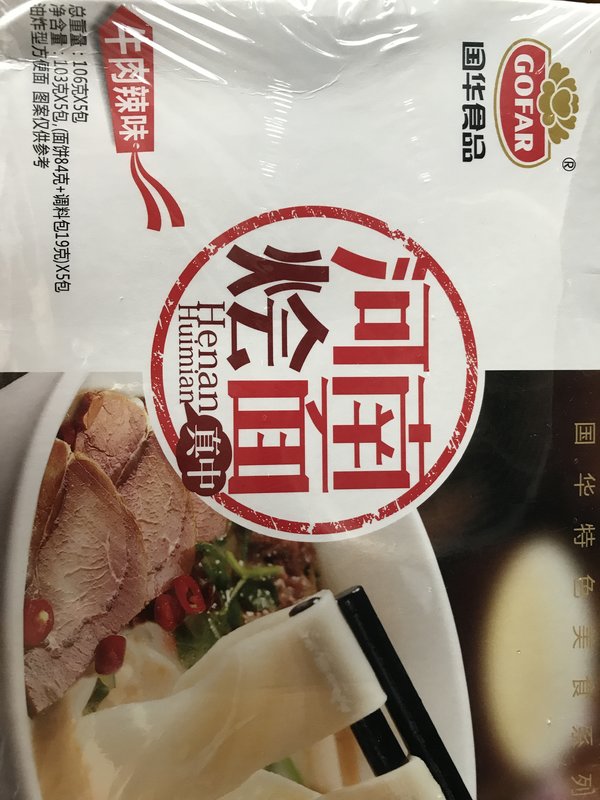 GOFAR
®
国华食品
国华特色美食系列
河南
烩面
Henan
Huimian
真中
牛肉辣味
总重量：106克X5包
净含量：103克X5包,(面饼84克+调料包19克)X5包
油炸型方便面 图案仅供参考